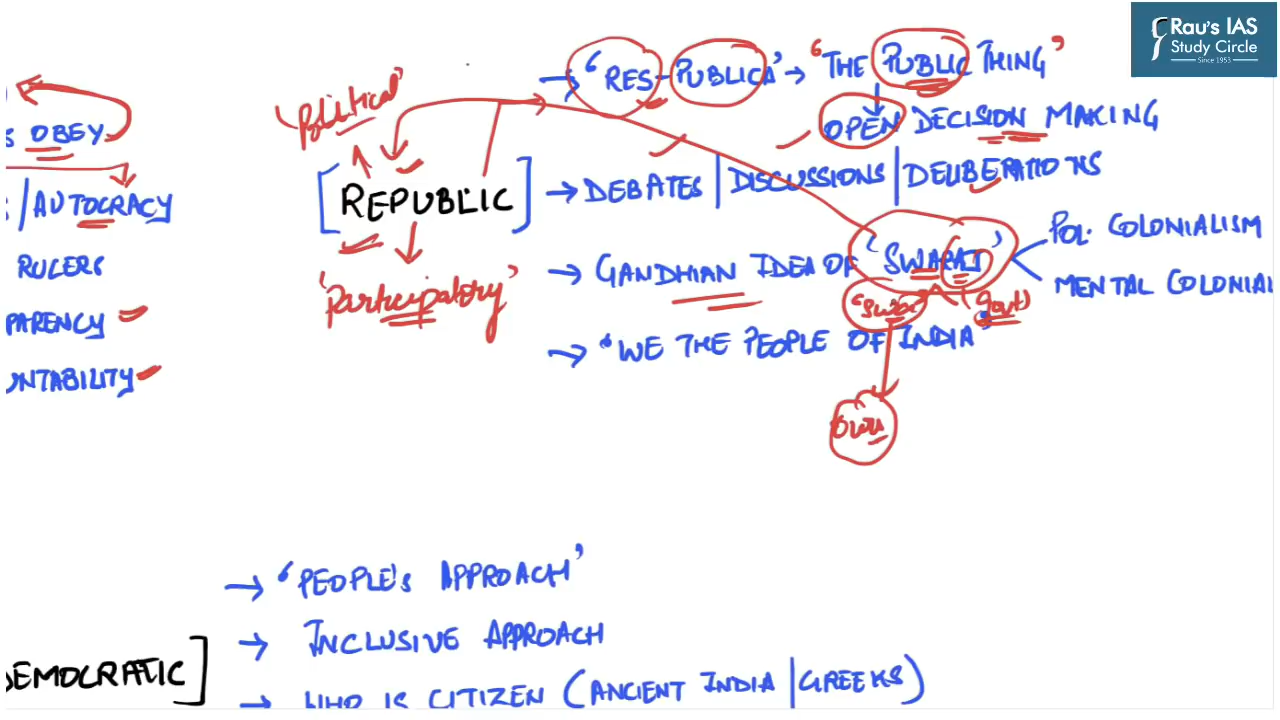 Rau's IAS
Study Circle
Since 1953
'RES-PUBLICA' → "THE PUBLIC THING"
'Political'
OPEN DECISION MAKING
OBEY
[REPUBLIC]
→ DEBATES | DISCUSSIONS | DELIBERATIONS
/AUTOCRACY
→ GANDHIAN IDEA OF 'SWARAJ'
POL. COLONIALISM
MENTAL COLONIAL
RULERS
'Participatory'
"Swa
(govt)
PARENCY
→ "WE THE PEOPLE OF INDIA"
UNTABILITY
own
→ 'PEOPLE'S APPROACH'
→ INCLUSIVE APPROACH
DEMOCRATIC]
→ WHO IS CITIZEN (ANCIENT INDIA | GREEKS)